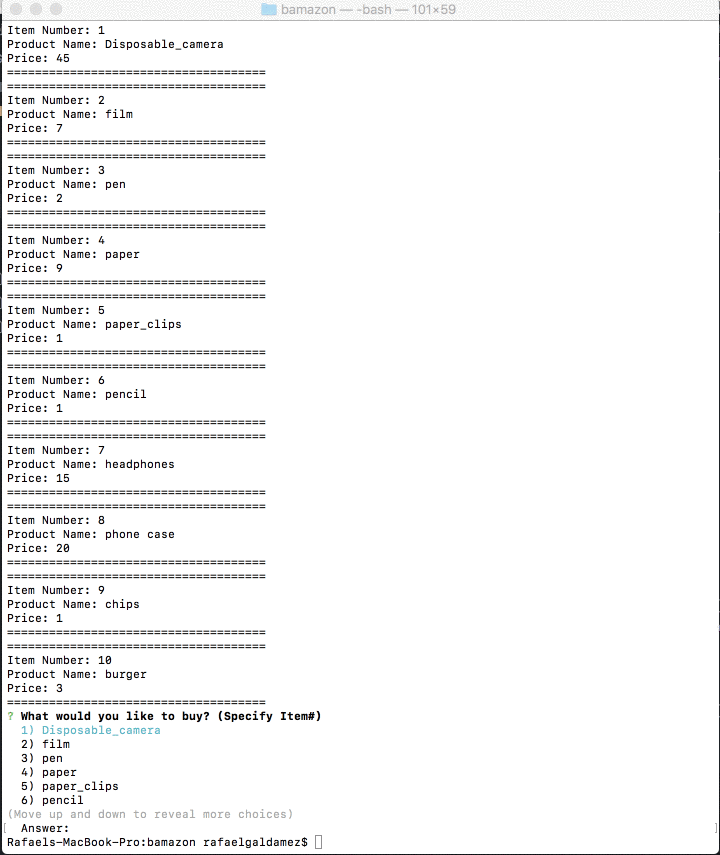 bamazon — -bash — 101×59
Item Number: 1
Product Name: Disposable_camera
Price: 45
=====================================
=====================================
Item Number: 2
Product Name: film
Price: 7
=====================================
=====================================
Item Number: 3
Product Name: pen
Price: 2
=====================================
=====================================
Item Number: 4
Product Name: paper
Price: 9
=====================================
=====================================
Item Number: 5
Product Name: paper_clips
Price: 1
=====================================
=====================================
Item Number: 6
Product Name: pencil
Price: 1
=====================================
=====================================
Item Number: 7
Product Name: headphones
Price: 15
=====================================
=====================================
Item Number: 8
Product Name: phone case
Price: 20
=====================================
=====================================
Item Number: 9
Product Name: chips
Price: 1
=====================================
=====================================
Item Number: 10
Product Name: burger
Price: 3
=====================================
? What would you like to buy? (Specify Item#)
1) Disposable_camera
2) film
3) pen
4) paper
5) paper_clips
6) pencil
(Move up and down to reveal more choices)
[ Answer: ]
Rafaels-MacBook-Pro:bamazon rafaelgaldamez$